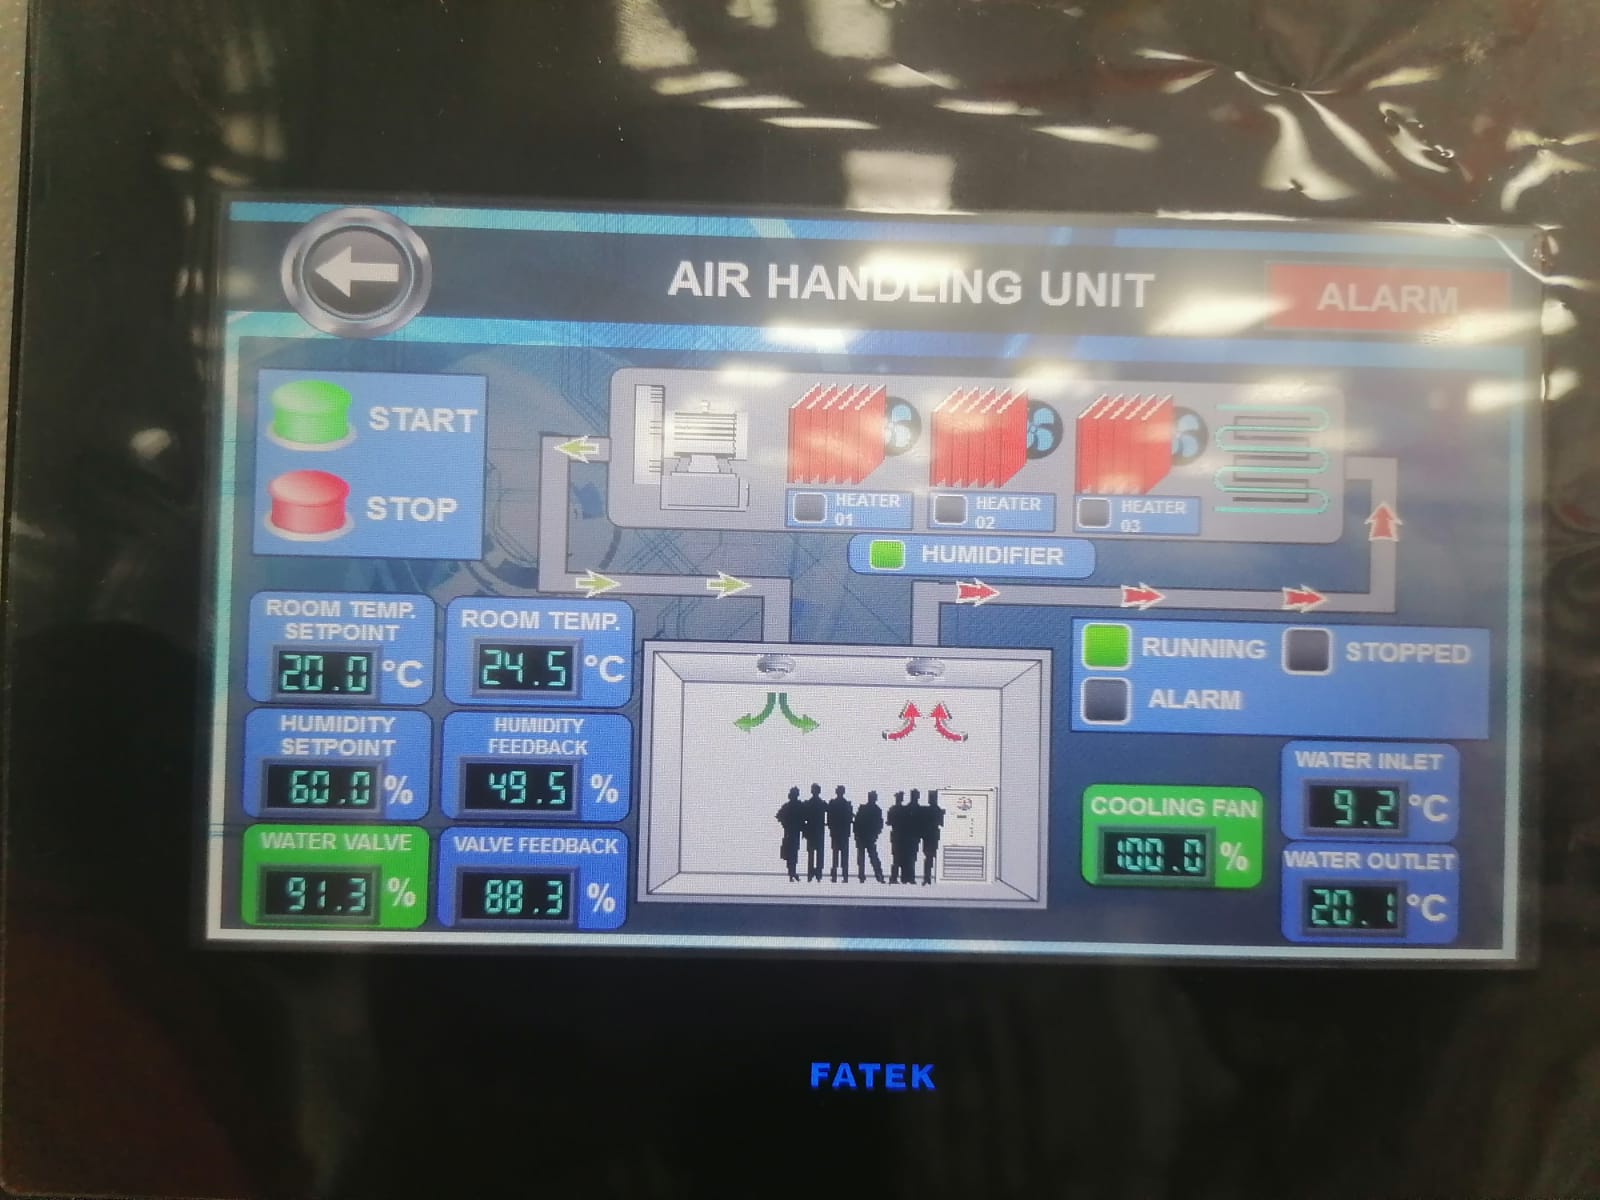 AIR HANDLING UNIT
ALARM
START
STOP
HEATER
01
HEATER
02
HEATER
03
HUMIDIFIER
ROOM TEMP.
SETPOINT
20.0 °C
ROOM TEMP.
24.5 °C
RUNNING
STOPPED
ALARM
HUMIDITY
SETPOINT
60.0 %
HUMIDITY
FEEDBACK
49.5 %
WATER VALVE
91.3 %
VALVE FEEDBACK
88.3 %
COOLING FAN
100.0 %
WATER INLET
9.2 °C
WATER OUTLET
20.1 °C
FATEK